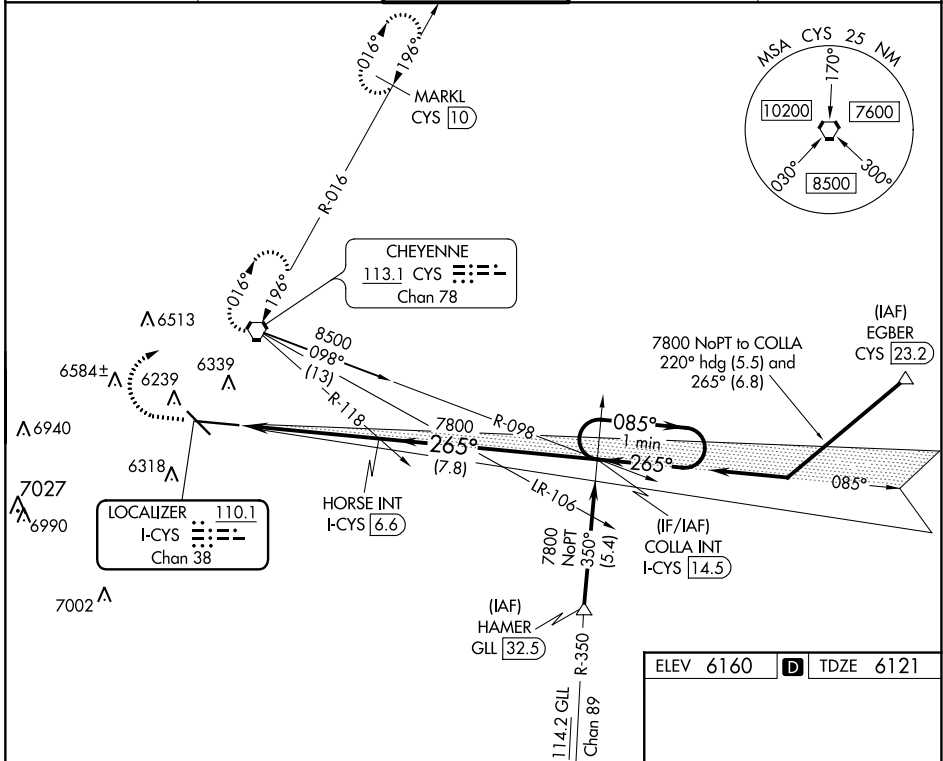 016°
196°
MARKL
CYS 10
R-016
MSA CYS 25 NM
170°
10200
7600
030°
300°
8500
CHEYENNE
113.1 CYS
Chan 78
016°
196°
6513
6584±
6339
6239
6940
6318
7027
6990
7002
8500
098°
(13)
R-118
R-098
7800
265°
(7.8)
LR-106
085°
1 min
265°
7800 NoPT to COLLA
220° hdg (5.5) and
265° (6.8)
(IAF)
EGBER
CYS 23.2
085°
LOCALIZER 110.1
I-CYS
Chan 38
HORSE INT
I-CYS 6.6
7800
NoPT
350°
(5.4)
(IF/IAF)
COLLA INT
I-CYS 14.5
(IAF)
HAMER
GLL 32.5
R-350
114.2 GLL
Chan 89
ELEV 6160 D TDZE 6121